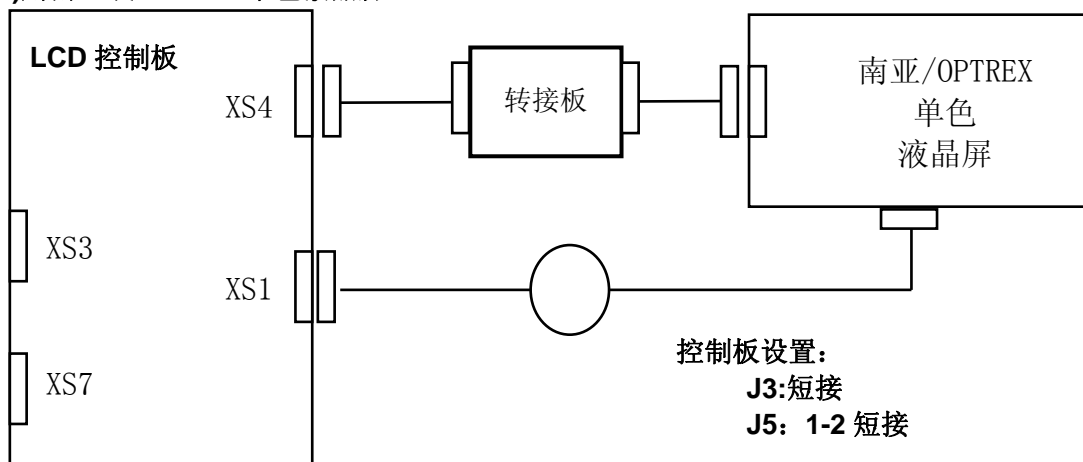 LCD 控制板
XS4
转接板
南亚/OPTREX
单色
液晶屏
XS3
XS1
XS7
控制板设置：
J3:短接
J5：1-2 短接